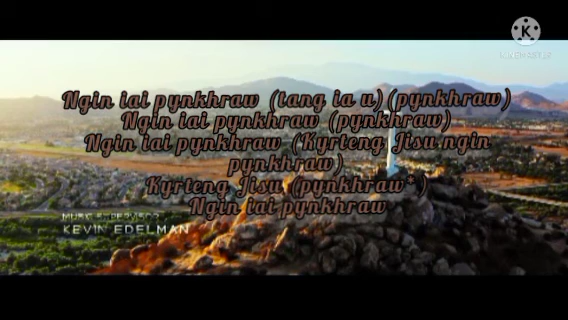 Ngin iai pynkhraw (tang ia u)(pynkhraw)
Ngin iai pynkhraw (pynkhraw)
Ngin iai pynkhraw (Kyrteng Jisu ngin
pynkhraw)
Kyrteng Jisu (pynkhraw*)
Ngin iai pynkhraw
MUSIC SUPERVISOR
KEVIN EDELMAN
K
KINEMASTER